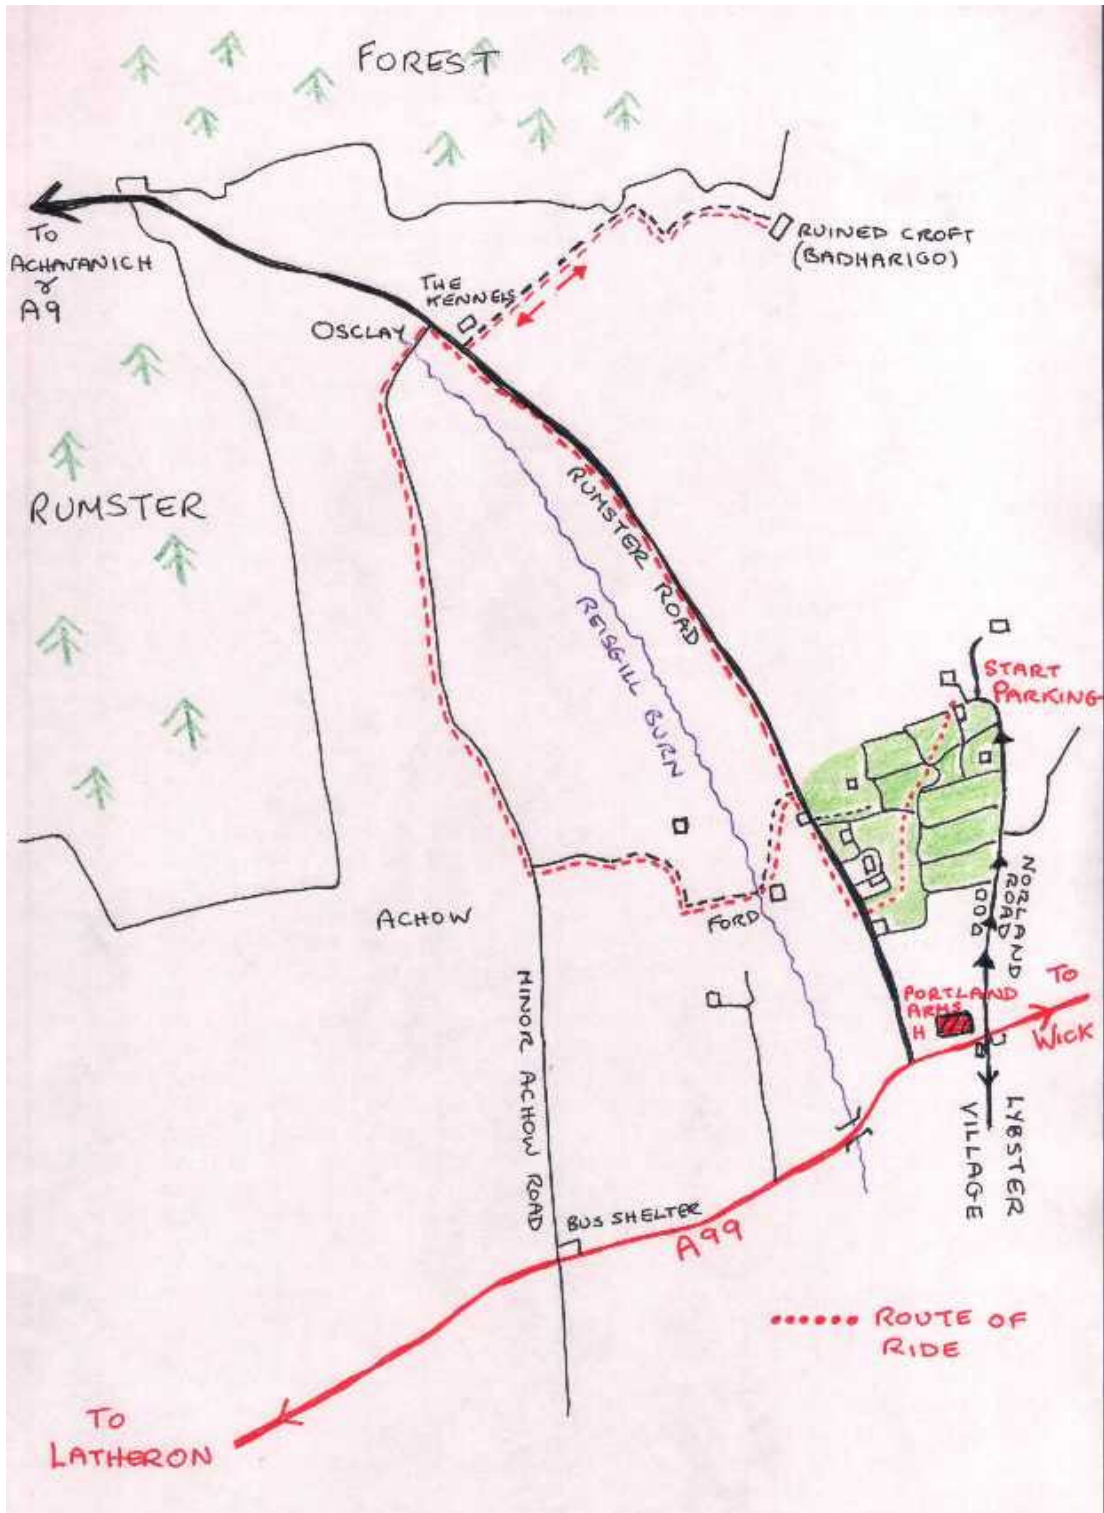 FOREST
TO
ACHAVANICH
&
A9
THE
KENNELS
OSCLAY
RUINED CROFT
(BADHARIGO)
RUMSTER
RUMSTER ROAD
REISGILL BURN
START
PARKING
NORLAND
ROAD
ACHOW
FORD
MINOR ACHOW ROAD
PORTLAND
ARMS
H
TO
WICK
LYBSTER
VILLAGE
BUS SHELTER
A99
ROUTE OF
RIDE
TO
LATHERON